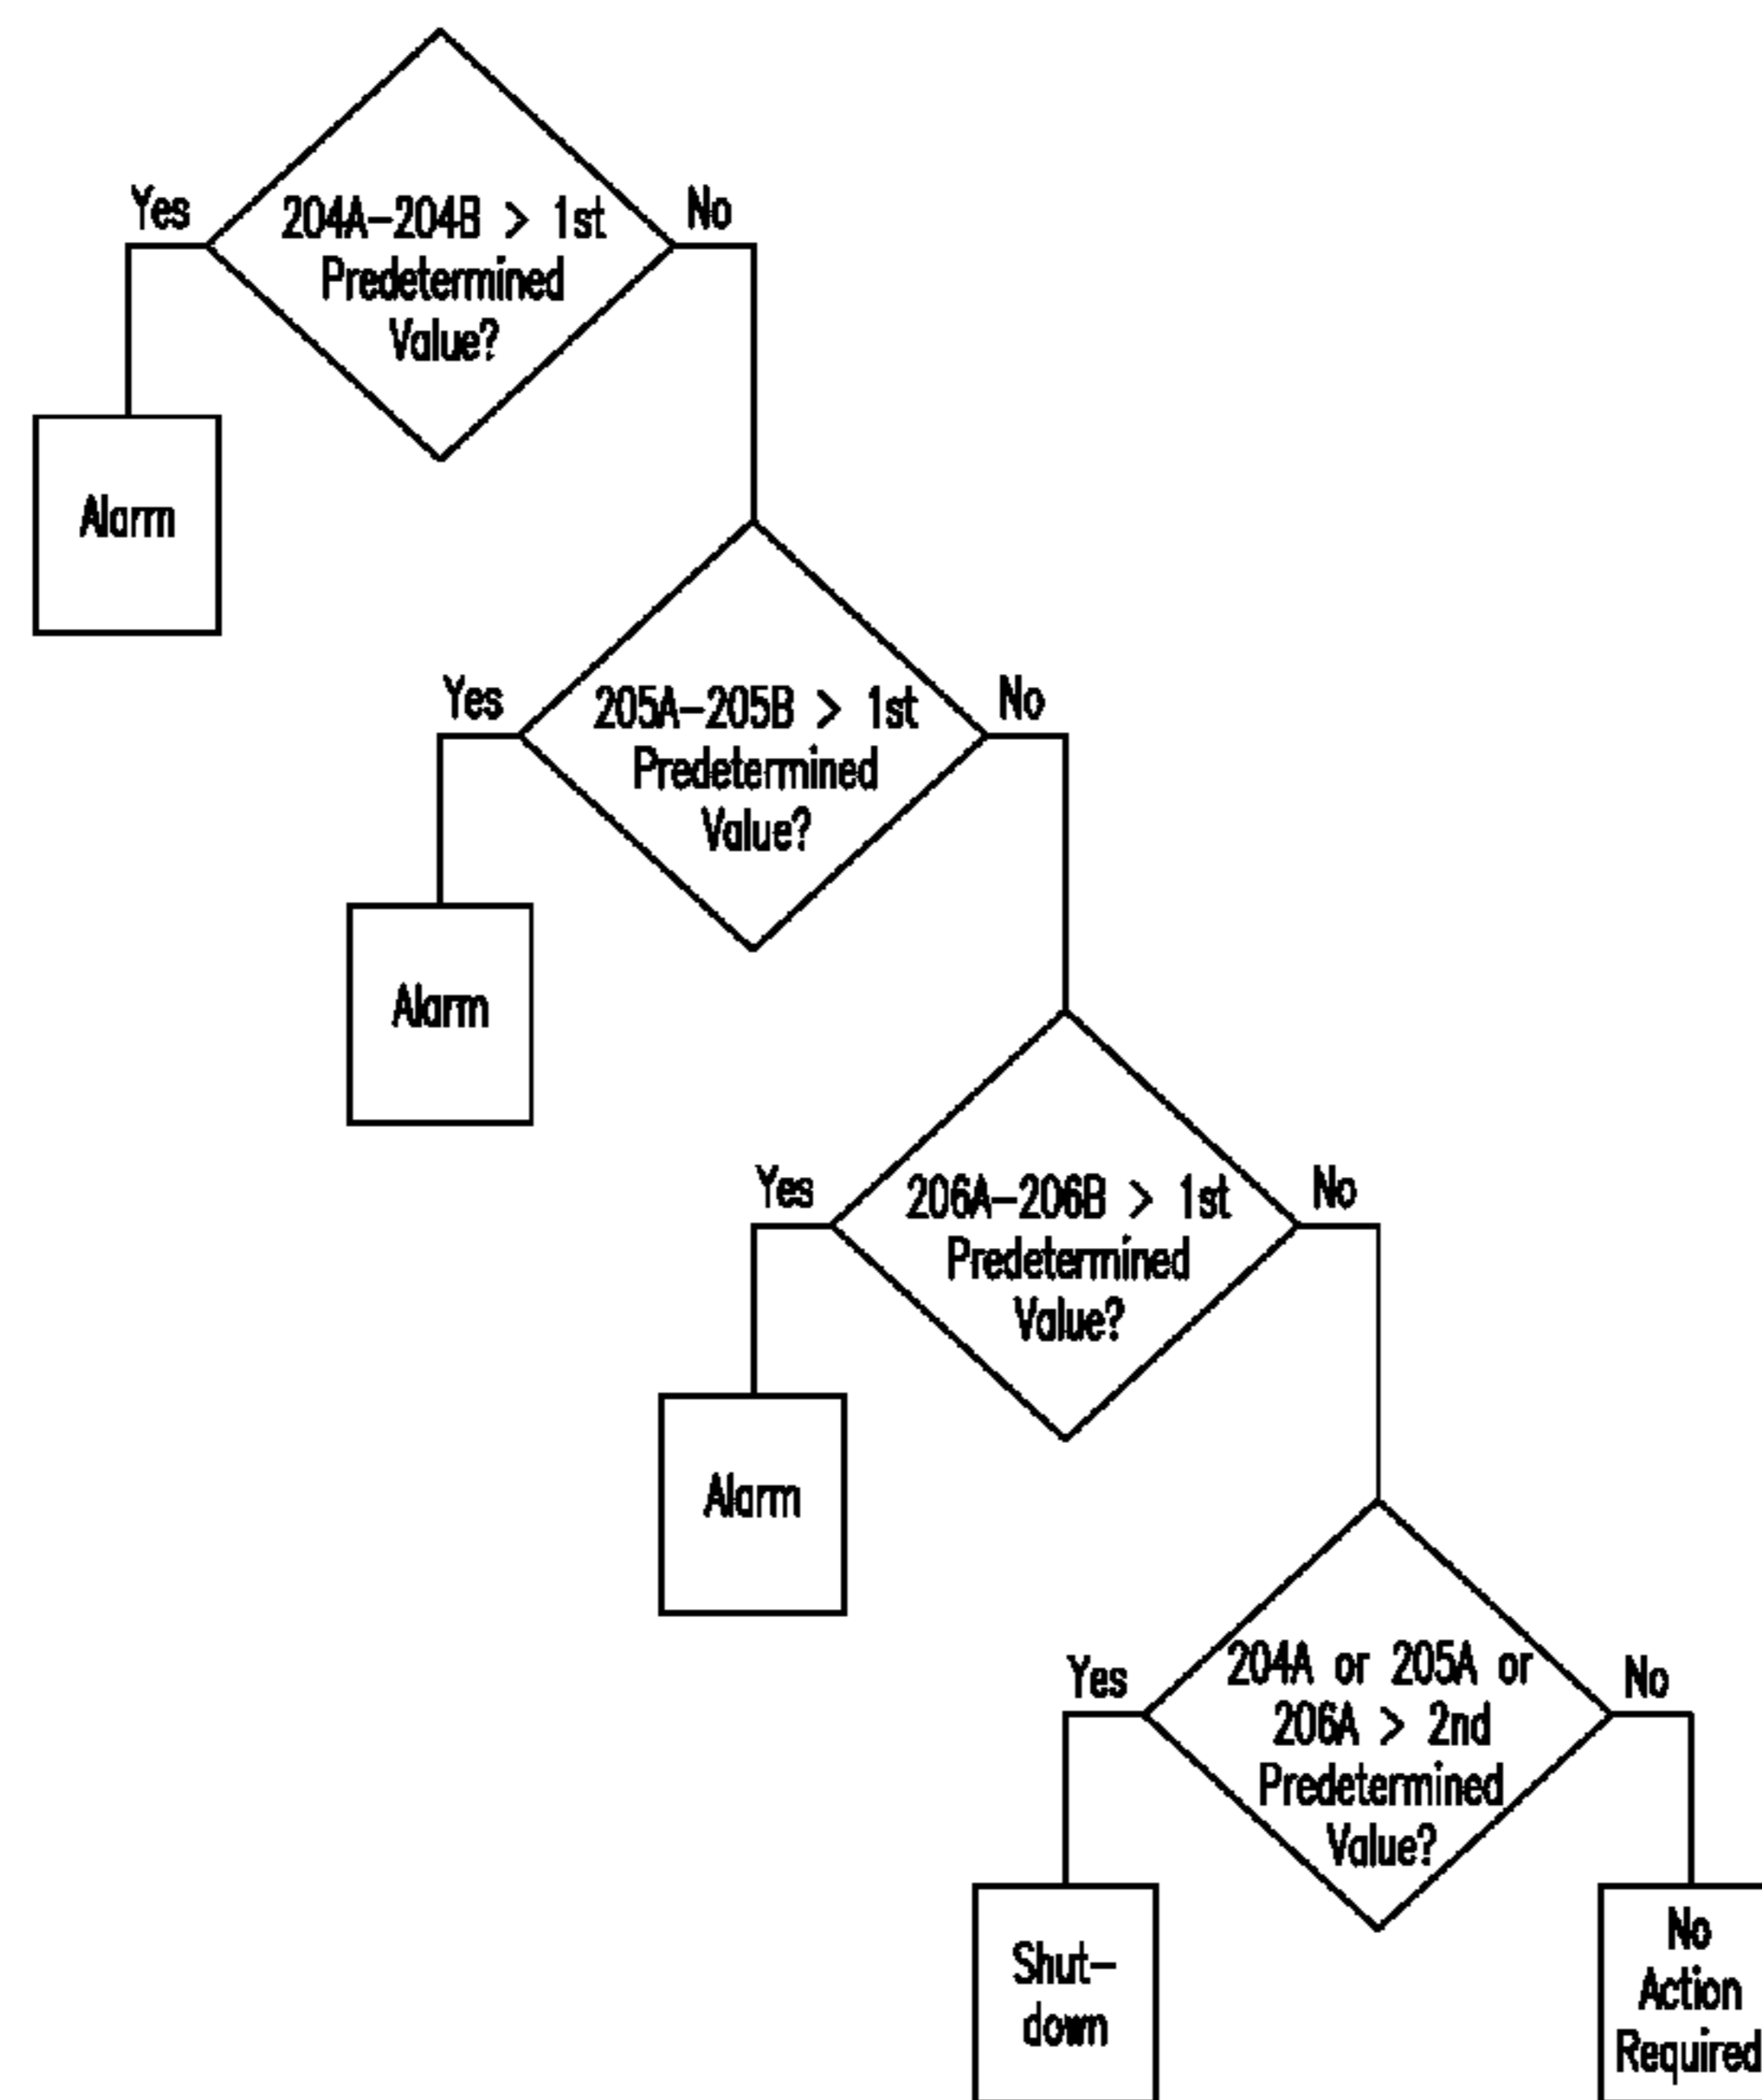 Yes
204A-204B > 1st
Predetermined
Value?
No
Alarm
Yes
205A-205B > 1st
Predetermined
Value?
No
Alarm
Yes
206A-206B > 1st
Predetermined
Value?
No
Alarm
Yes
204A or 205A or
206A > 2nd
Predetermined
Value?
No
Shut-
down
No
Action
Required